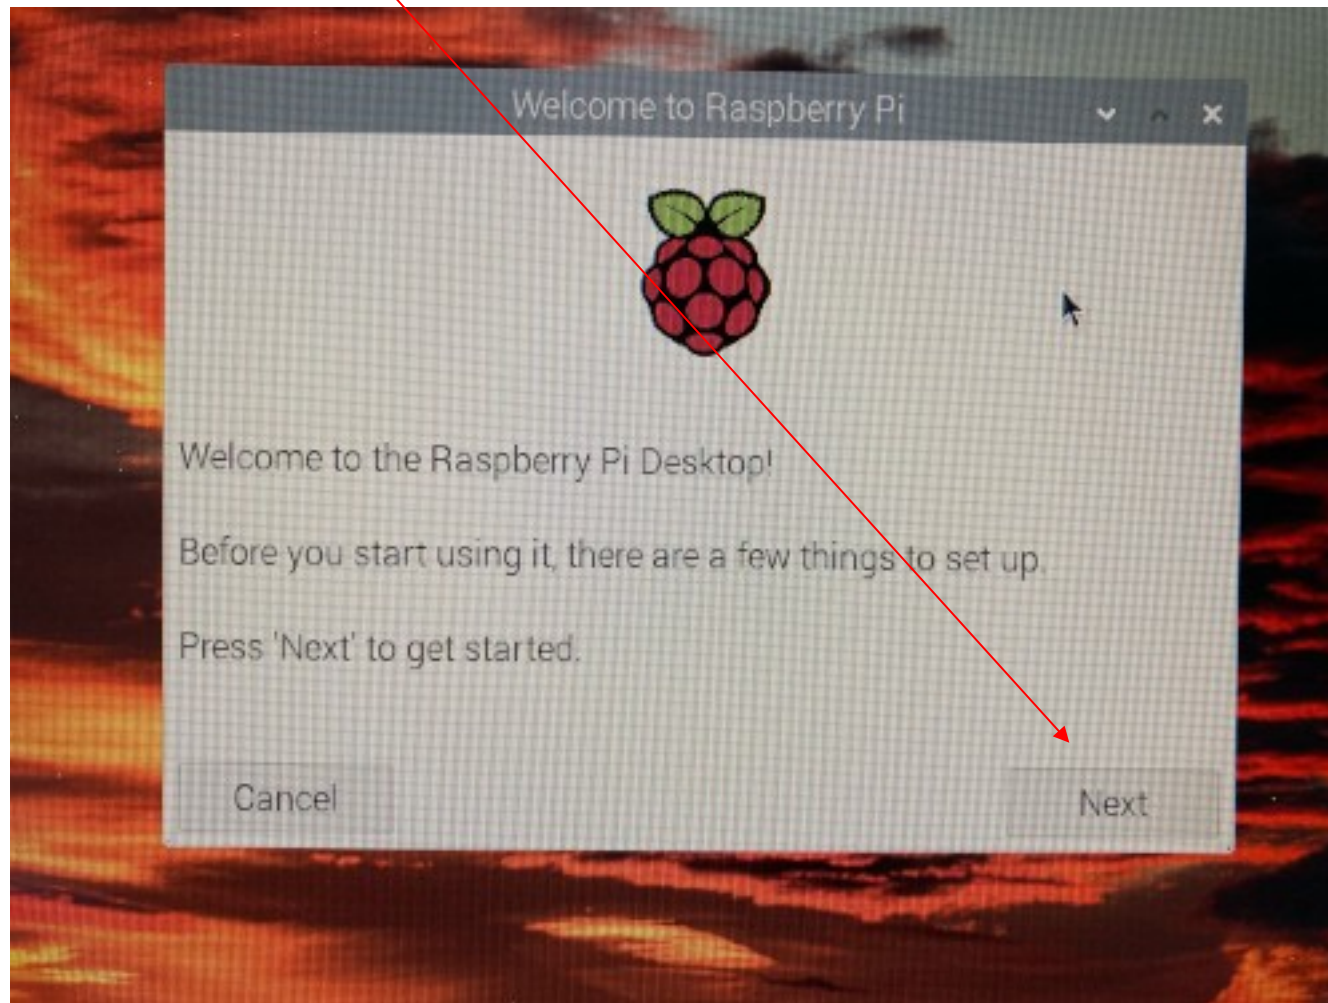 Welcome to Raspberry Pi
Welcome to the Raspberry Pi Desktop!
Before you start using it, there are a few things to set up.
Press 'Next' to get started.
Cancel
Next